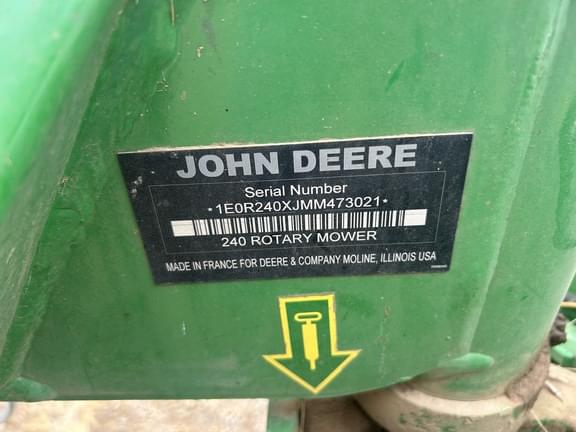 JOHN DEERE
Serial Number
*1E0R240XJMM473021*
240 ROTARY MOWER
MADE IN FRANCE FOR DEERE & COMPANY MOLINE, ILLINOIS USA